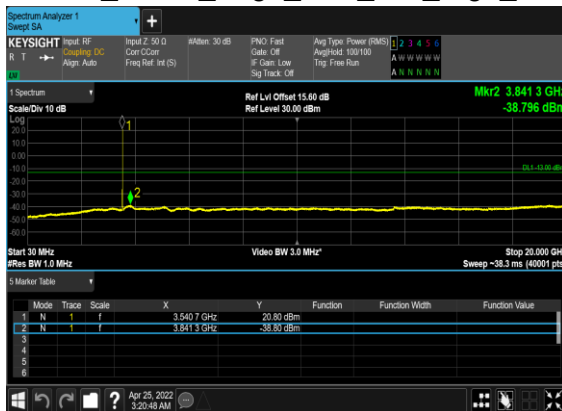 Spectrum Analyzer 1
Swept SA
KEYSIGHT Input: RF Input Z: 50 Ω #Atten: 30 dB PNO: Fast Avg Type: Power (RMS) 1 2 3 4 5 6
R T Coupling: DC Corr CCorr Gate: Off Avg|Hold: 100/100 A W W W W W
Align: Auto Freq Ref: Int (S) IF Gain: Low Trig: Free Run
LW Sig Track: Off A N N N N N
1 Spectrum Ref Lvl Offset 15.60 dB Mkr2 3.841 3 GHz
Scale/Div 10 dB Ref Level 30.00 dBm -38.796 dBm
Log
20.0
10.0
0.00
-10.0
-20.0
-30.0
-40.0
-50.0
-60.0
1
2
DL1 -13.00 dBm
Start 30 MHz Video BW 3.0 MHz* Stop 20.000 GHz
#Res BW 1.0 MHz Sweep ~38.3 ms (40001 pts)
5 Marker Table
Mode Trace Scale X Y Function Function Width Function Value
1 N 1 f 3.540 7 GHz 20.80 dBm
2 N 1 f 3.841 3 GHz -38.80 dBm
3
4
5
6
? Apr 25, 2022
3:20:48 AM